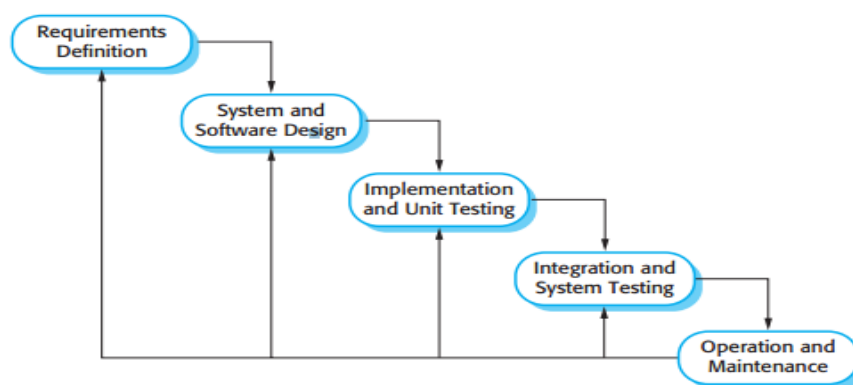 Requirements
Definition
System and
Software Design
Implementation
and Unit Testing
Integration and
System Testing
Operation and
Maintenance